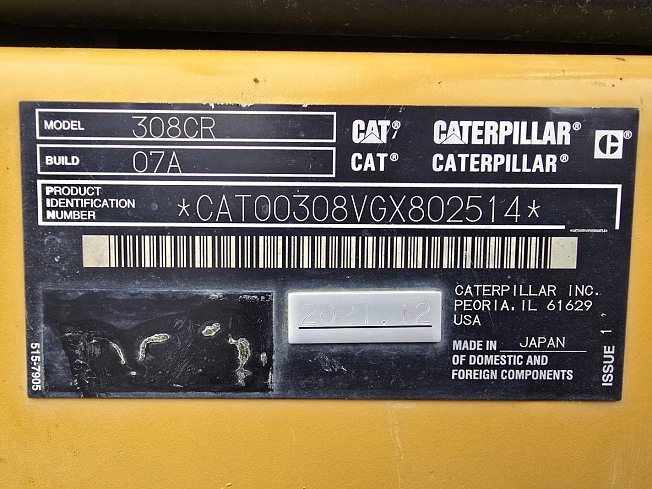 MODEL 308CR
BUILD 07A
CAT® CATERPILLAR® C®
CAT® CATERPILLAR®
PRODUCT
IDENTIFICATION
NUMBER
*CAT00308VGX802514*
2021.12
CATERPILLAR INC.
PEORIA, IL 61629
USA
MADE IN JAPAN
OF DOMESTIC AND
FOREIGN COMPONENTS
515-7905
ISSUE 1